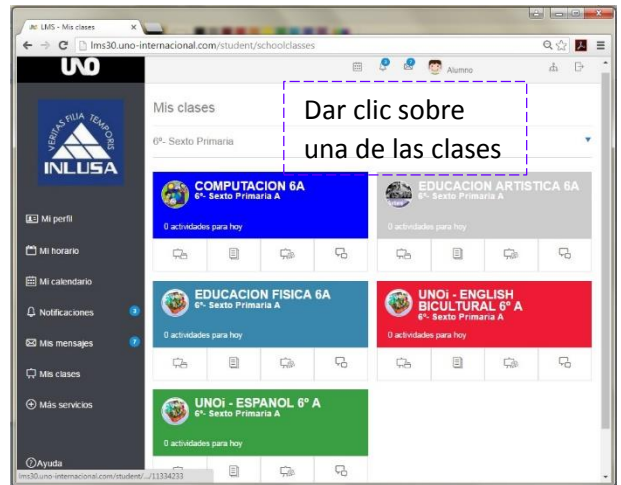 LMS - Mis clases
lms30.uno-internacional.com/student/schoolclasses
UNO
Alumno
VERITAS FILIA TEMPORIS
INLUSA
Mi perfil
Mi horario
Mi calendario
Notificaciones
Mis mensajes
Mis clases
Más servicios
Ayuda
Mis clases
6º- Sexto Primaria
Dar clic sobre
una de las clases
COMPUTACION 6A
6º- Sexto Primaria A
0 actividades para hoy
EDUCACION ARTISTICA 6A
6º- Sexto Primaria A
0 actividades para hoy
EDUCACION FISICA 6A
6º- Sexto Primaria A
0 actividades para hoy
UNOi - ENGLISH
BICULTURAL 6º A
6º- Sexto Primaria A
0 actividades para hoy
UNOi - ESPANOL 6º A
6º- Sexto Primaria A
0 actividades para hoy
lms30.uno-internacional.com/student/.../11334233